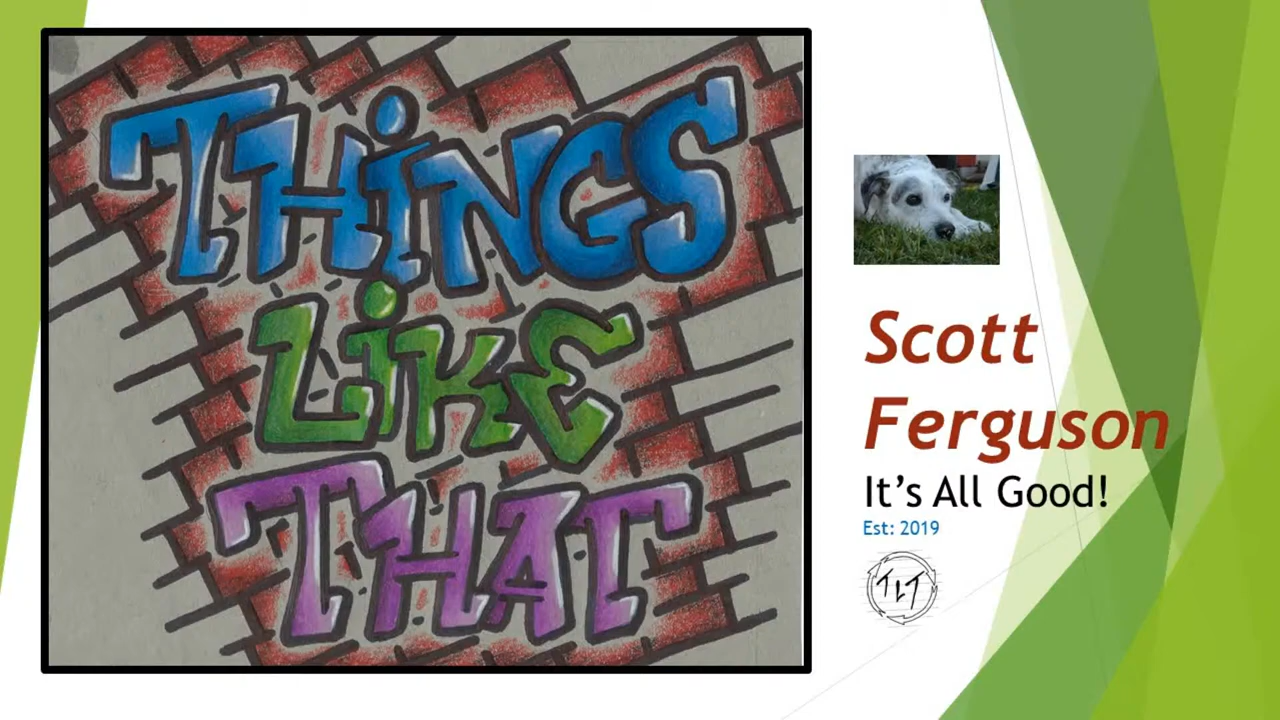 THiNGS
LiKE
THAT
Scott
Ferguson
It's All Good!
Est: 2019
TLT